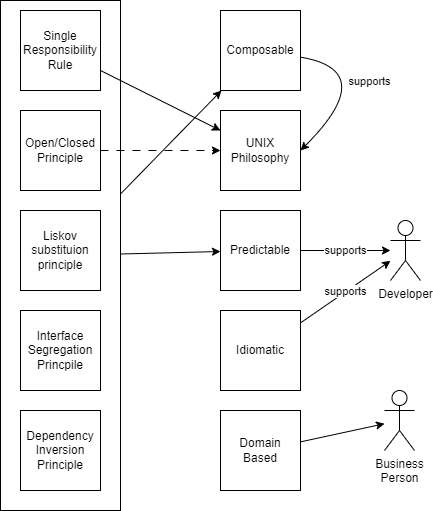 Single
Responsibility
Rule
Composable
supports
Open/Closed
Principle
UNIX
Philosophy
Liskov
substituion
principle
Predictable
supports
Developer
supports
Interface
Segregation
Princpile
Idiomatic
Dependency
Inversion
Principle
Domain
Based
Business
Person